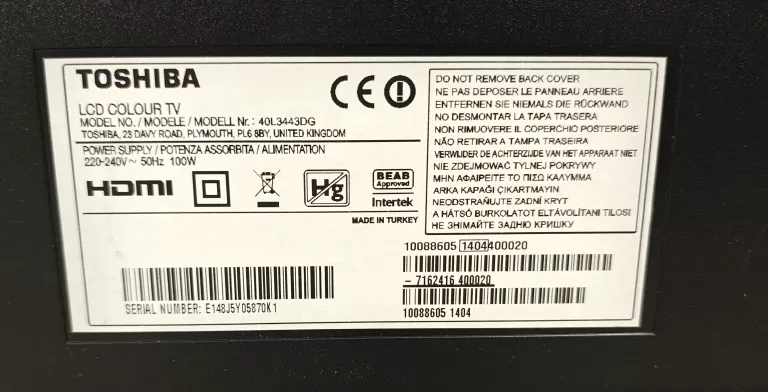 TOSHIBA
LCD COLOUR TV
MODEL NO. / MODELE / MODELL Nr. : 40L3443DG
TOSHIBA, 23 DAVY ROAD, PLYMOUTH, PL6 8BY, UNITED KINGDOM
POWER SUPPLY / POTENZA ASSORBITA / ALIMENTATION
220-240V~ 50Hz 100W
HDMI
Hg
BEAB
Approved
Intertek
MADE IN TURKEY
SERIAL NUMBER: E148J5Y05870K1
CE
DO NOT REMOVE BACK COVER
NE PAS DEPOSER LE PANNEAU ARRIERE
ENTFERNEN SIE NIEMALS DIE RÜCKWAND
NO DESMONTAR LA TAPA TRASERA
NON RIMUOVERE IL COPERCHIO POSTERIORE
NÃO RETIRAR A TAMPA TRASEIRA
VERWIJDER DE ACHTERZIJDE VAN HET APPARAAT NIET
NIE ZDEJMOWAĆ TYLNEJ POKRYWY
ΜΗΝ ΑΦΑΙΡΕΙΤΕ ΤΟ ΠΙΣΩ ΚΑΛΥΜΜΑ
ARKA KAPAĞI ÇIKARTMAYIN
NEODSTRAŇUJTE ZADNÍ KRYT
A HÁTSÓ BURKOLATOT ELTÁVOLÍTANI TILOS!
НЕ ЗНИМАЙТЕ ЗАДНЮ КРИШКУ
10088605 1404 400020
- 7162416 400020
10088605 1404